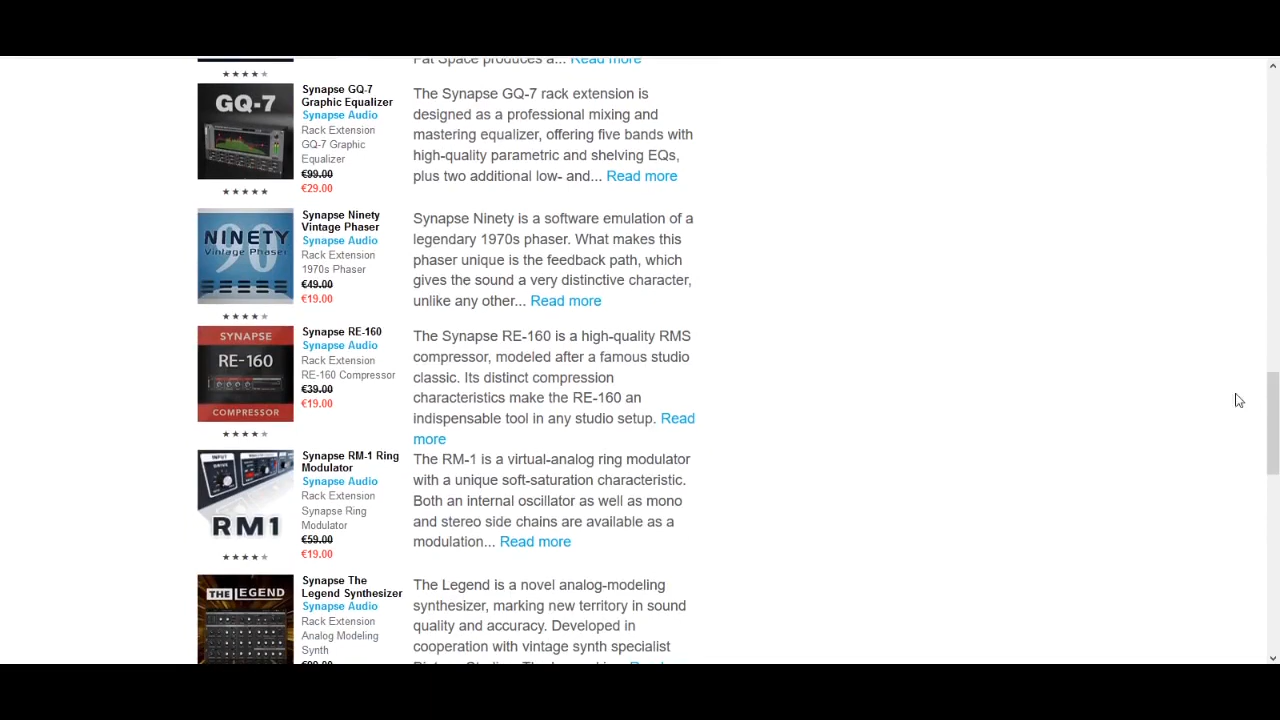 Fat Space produces a... Read more
★★★★★
GQ-7
Synapse GQ-7
Graphic Equalizer
Synapse Audio
Rack Extension
GQ-7 Graphic
Equalizer
€99.00
€29.00
★★★★★
The Synapse GQ-7 rack extension is
designed as a professional mixing and
mastering equalizer, offering five bands with
high-quality parametric and shelving EQs,
plus two additional low- and... Read more
90
NINETY
Vintage Phaser
Synapse Ninety
Vintage Phaser
Synapse Audio
Rack Extension
1970s Phaser
€49.00
€19.00
★★★★★
Synapse Ninety is a software emulation of a
legendary 1970s phaser. What makes this
phaser unique is the feedback path, which
gives the sound a very distinctive character,
unlike any other... Read more
SYNAPSE
RE-160
COMPRESSOR
Synapse RE-160
Synapse Audio
Rack Extension
RE-160 Compressor
€39.00
€19.00
★★★★★
The Synapse RE-160 is a high-quality RMS
compressor, modeled after a famous studio
classic. Its distinct compression
characteristics make the RE-160 an
indispensable tool in any studio setup. Read
more
INPUT
RM1
Synapse RM-1 Ring
Modulator
Synapse Audio
Rack Extension
Synapse Ring
Modulator
€59.00
€19.00
★★★★★
The RM-1 is a virtual-analog ring modulator
with a unique soft-saturation characteristic.
Both an internal oscillator as well as mono
and stereo side chains are available as a
modulation... Read more
THE LEGEND
Synapse The
Legend Synthesizer
Synapse Audio
Rack Extension
Analog Modeling
Synth
The Legend is a novel analog-modeling
synthesizer, marking new territory in sound
quality and accuracy. Developed in
cooperation with vintage synth specialist